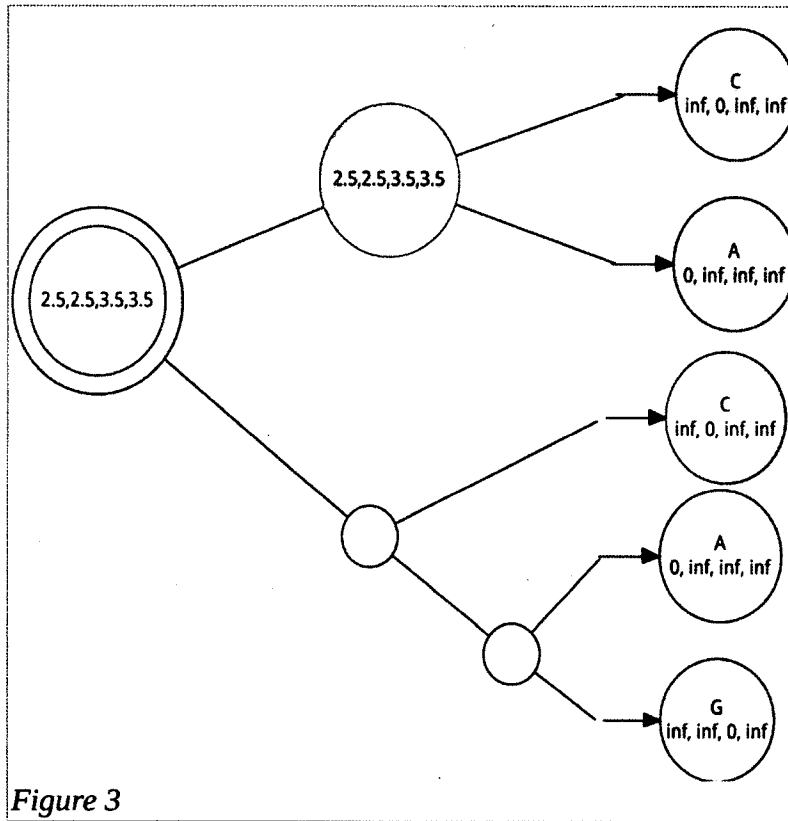 C
inf, 0, inf, inf
2.5,2.5,3.5,3.5
A
0, inf, inf, inf
2.5,2.5,3.5,3.5
C
inf, 0, inf, inf
A
0, inf, inf, inf
G
inf, inf, 0, inf
Figure 3